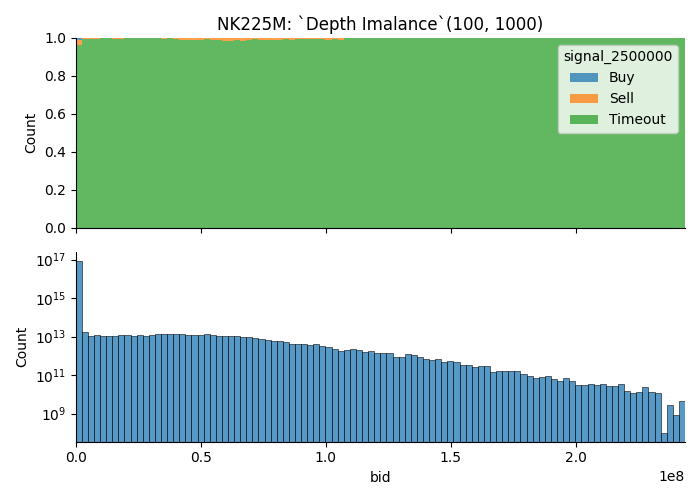 NK225M: `Depth Imalance`(100, 1000)
1.0
0.8
0.6
0.4
0.2
0.0
Count
signal_2500000
Buy
Sell
Timeout
10^17
10^15
10^13
10^11
10^9
Count
0.0 0.5 1.0 1.5 2.0
1e8
bid